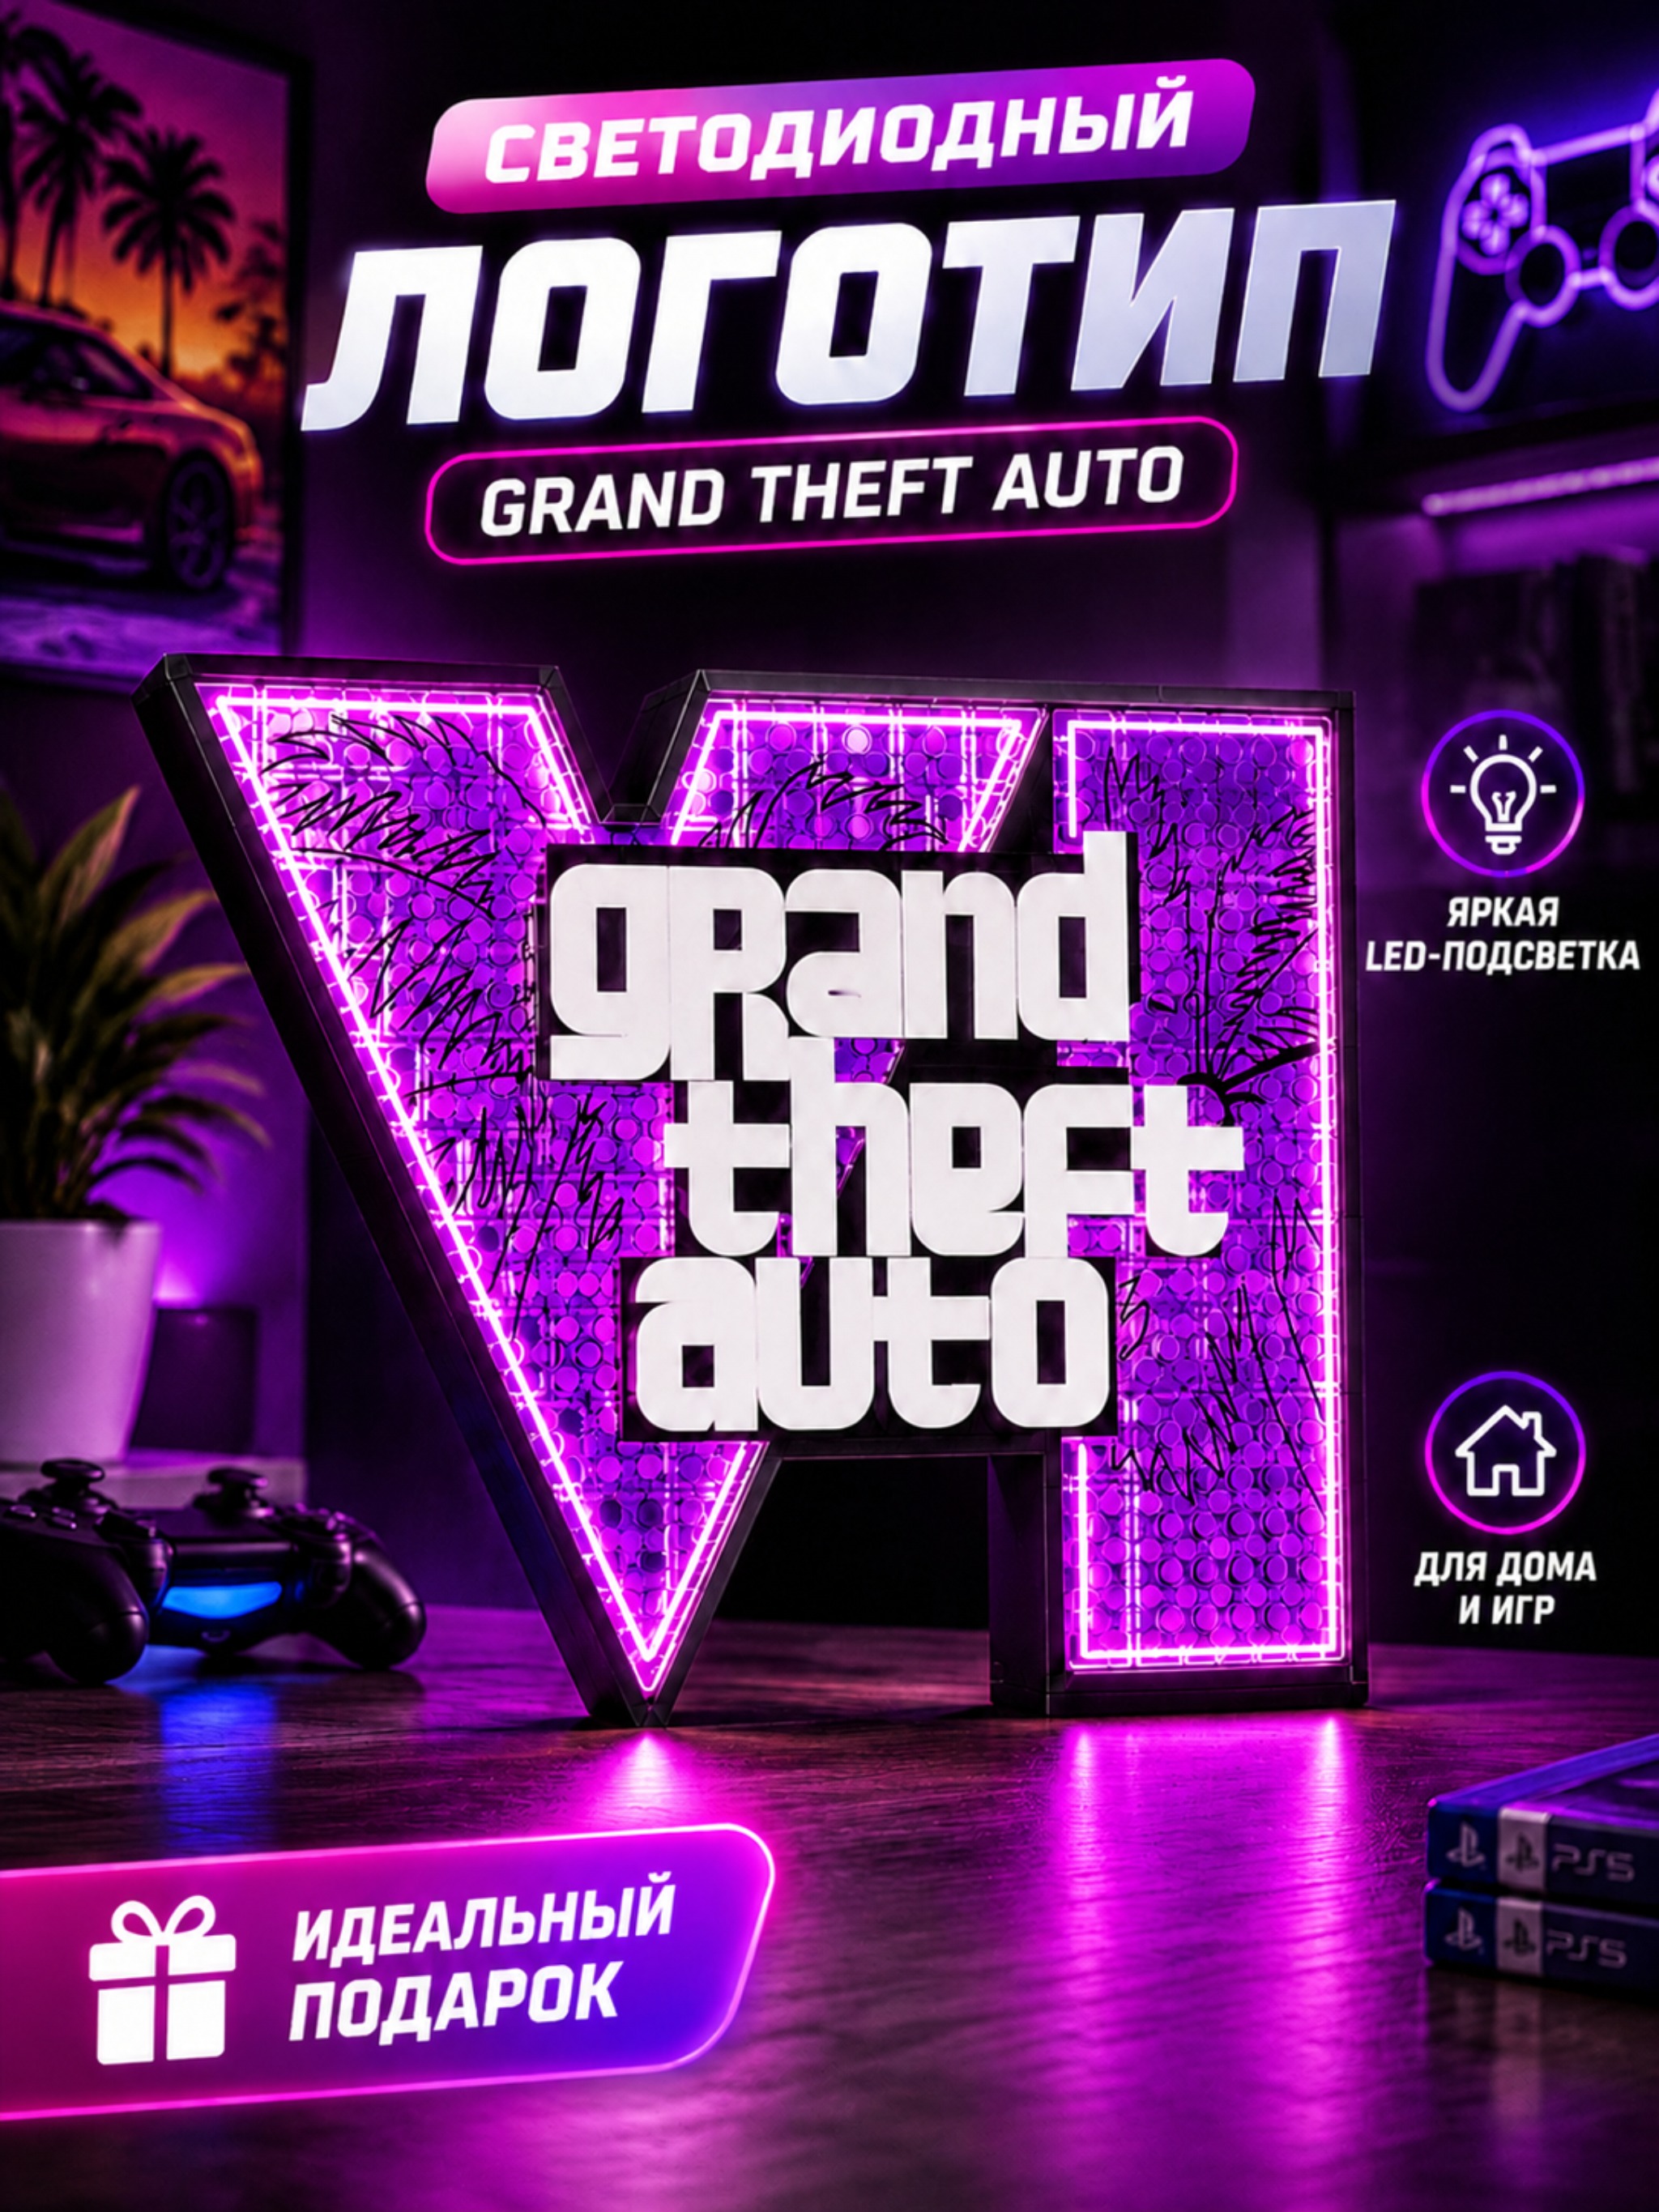 СВЕТОДИОДНЫЙ
ЛОГОТИП
GRAND THEFT AUTO
grand
theft
auto
ЯРКАЯ
LED-ПОДСВЕТКА
ДЛЯ ДОМА
И ИГР
PS5
PS5
ИДЕАЛЬНЫЙ
ПОДАРОК